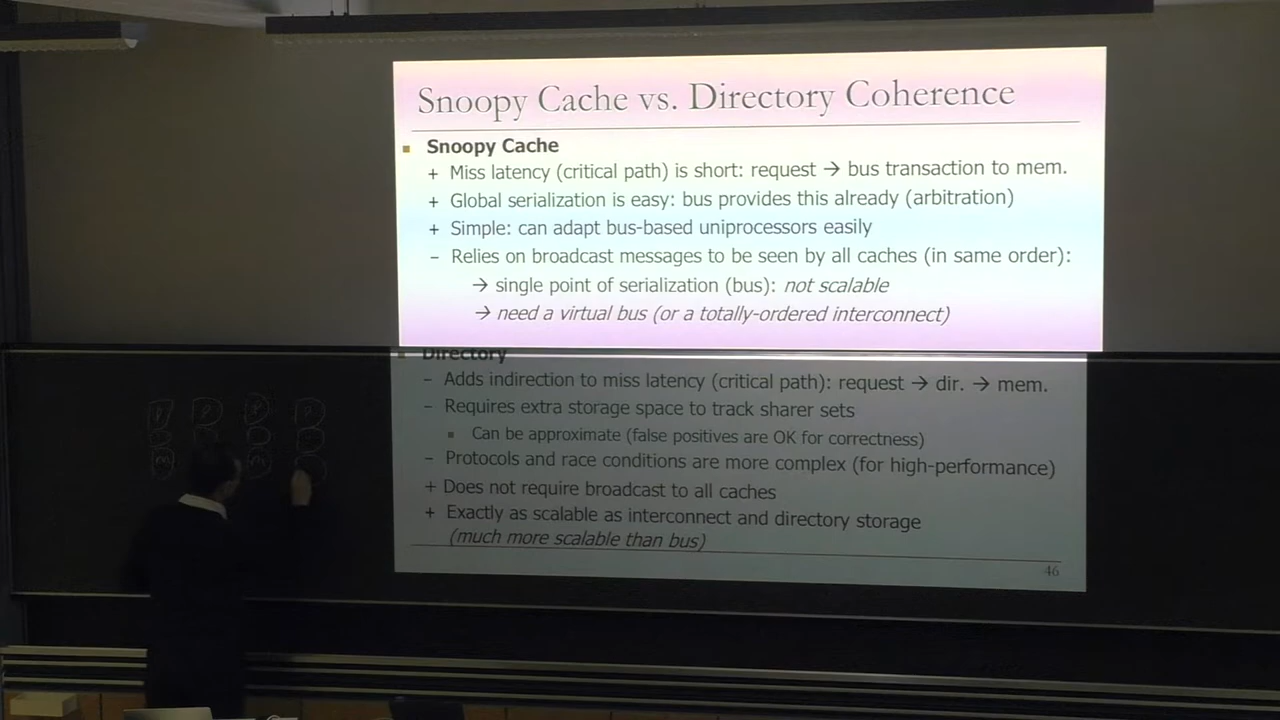 Snoopy Cache vs. Directory Coherence
▪ Snoopy Cache
+ Miss latency (critical path) is short: request → bus transaction to mem.
+ Global serialization is easy: bus provides this already (arbitration)
+ Simple: can adapt bus-based uniprocessors easily
– Relies on broadcast messages to be seen by all caches (in same order):
→ single point of serialization (bus): not scalable
→ need a virtual bus (or a totally-ordered interconnect)
▪ Directory
– Adds indirection to miss latency (critical path): request → dir. → mem.
– Requires extra storage space to track sharer sets
▪ Can be approximate (false positives are OK for correctness)
– Protocols and race conditions are more complex (for high-performance)
+ Does not require broadcast to all caches
+ Exactly as scalable as interconnect and directory storage
(much more scalable than bus)
46